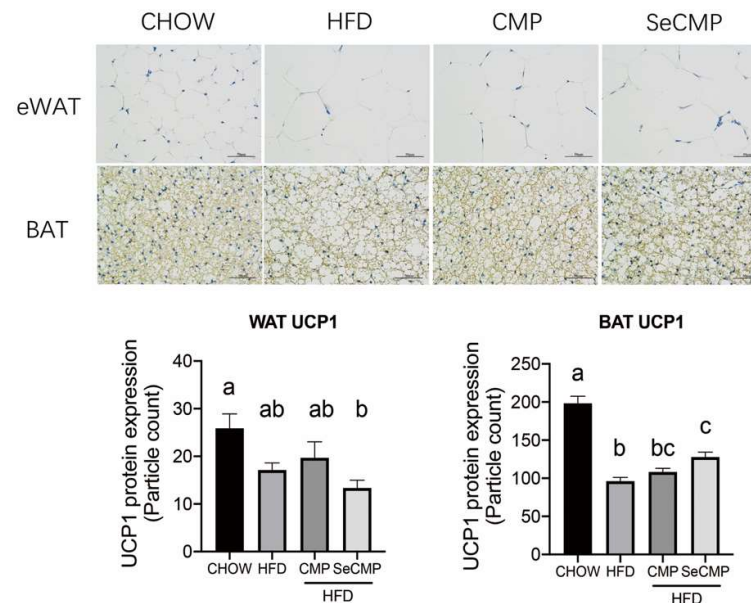 CHOW HFD CMP SeCMP
eWAT
BAT
WAT UCP1
UCP1 protein expression
(Particle count)
40
30
20
10
0
a
ab
ab
b
CHOW HFD CMP SeCMP
HFD
BAT UCP1
UCP1 protein expression
(Particle count)
250
200
150
100
50
0
a
b
bc
c
CHOW HFD CMP SeCMP
HFD